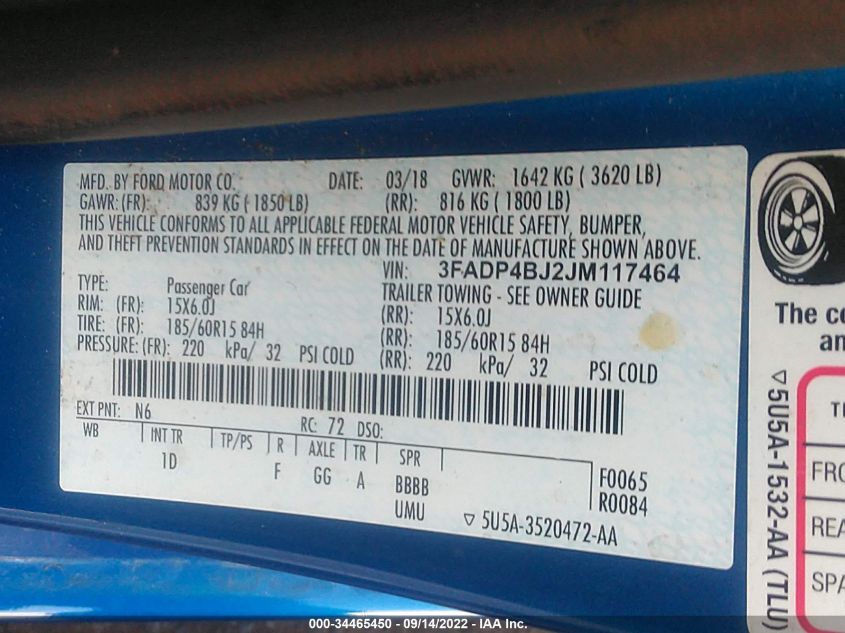 MFD. BY FORD MOTOR CO. DATE: 03/18 GVWR: 1642 KG ( 3620 LB)
GAWR: (FR): 839 KG ( 1850 LB) (RR): 816 KG ( 1800 LB)
THIS VEHICLE CONFORMS TO ALL APPLICABLE FEDERAL MOTOR VEHICLE SAFETY, BUMPER,
AND THEFT PREVENTION STANDARDS IN EFFECT ON THE DATE OF MANUFACTURE SHOWN ABOVE.
VIN: 3FADP4BJ2JM117464
TYPE: Passenger Car TRAILER TOWING - SEE OWNER GUIDE
RIM: (FR): 15X6.0J (RR): 15X6.0J
TIRE: (FR): 185/60R15 84H (RR): 185/60R15 84H
PRESSURE: (FR): 220 kPa/ 32 PSI COLD (RR): 220 kPa/ 32 PSI COLD
EXT PNT: N6 RC: 72 DSO:
WB INT TR TP/PS R AXLE TR SPR
1D F GG A BBBB F0065
UMU R0084
▽ 5U5A-3520472-AA
The co
an
▽5U5A-1532-AA (TLU)
TI
FRO
REA
SPA
000-34465450 - 09/14/2022 - IAA Inc.